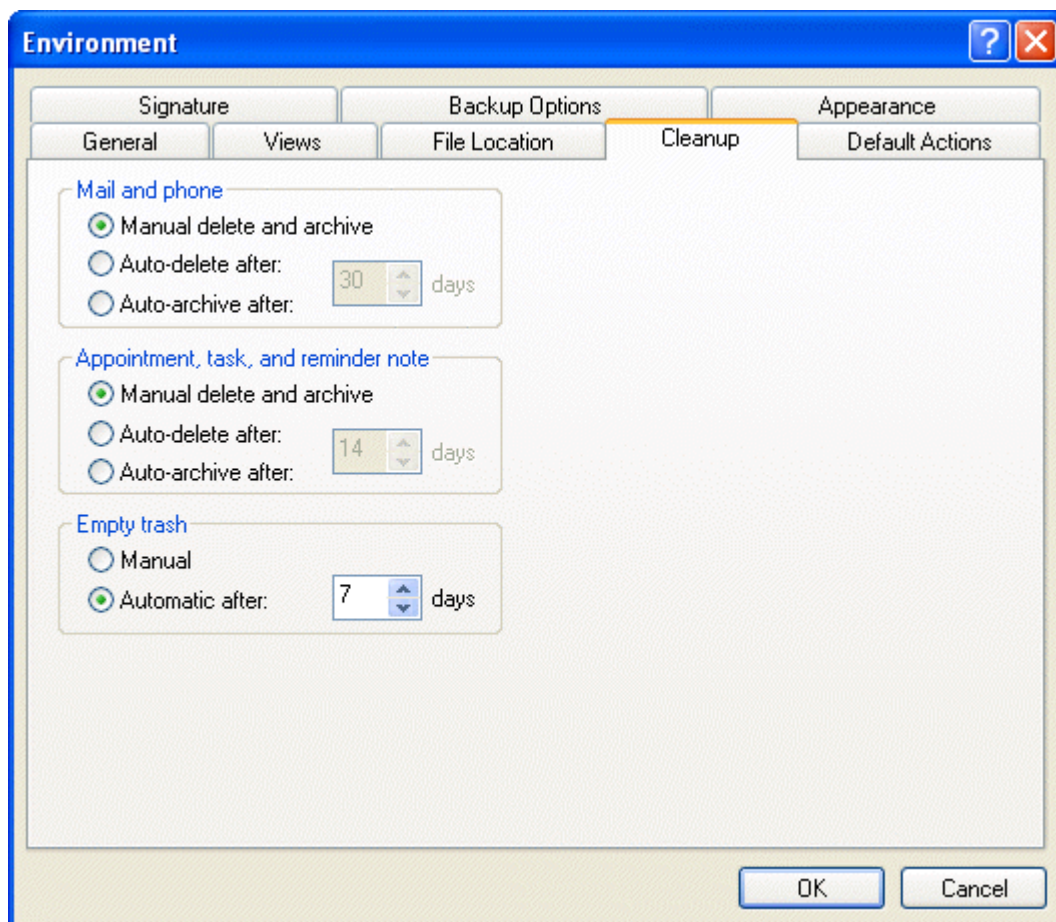 Environment
Signature Backup Options Appearance
General Views File Location Cleanup Default Actions
Mail and phone
Manual delete and archive
Auto-delete after:
30 days
Auto-archive after:
Appointment, task, and reminder note
Manual delete and archive
Auto-delete after:
14 days
Auto-archive after:
Empty trash
Manual
Automatic after: 7 days
OK Cancel